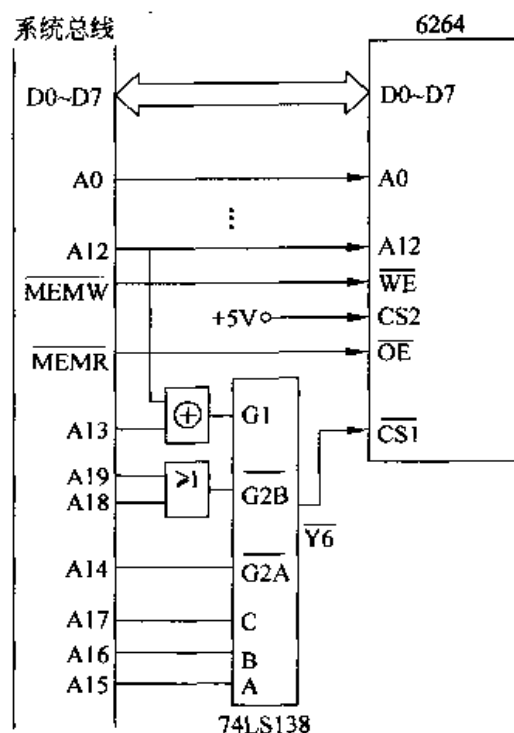 系统总线
6264
D0~D7
D0~D7
A0
A0
A12
A12
MEMW
WE
+5V
CS2
MEMR
OE
⊕
G1
A13
CS1
A19
≥1
A18
G2B
Y6
A14
G2A
A17
C
A16
B
A15
A
74LS138